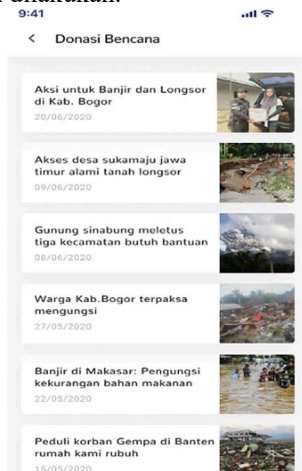 9:41
< Donasi Bencana
Aksi untuk Banjir dan Longsor
di Kab. Bogor
20/06/2020
Akses desa sukamaju jawa
timur alami tanah longsor
09/06/2020
Gunung sinabung meletus
tiga kecamatan butuh bantuan
08/06/2020
Warga Kab.Bogor terpaksa
mengungsi
27/05/2020
Banjir di Makasar: Pengungsi
kekurangan bahan makanan
22/05/2020
Peduli korban Gempa di Banten
rumah kami rubuh
15/05/2020